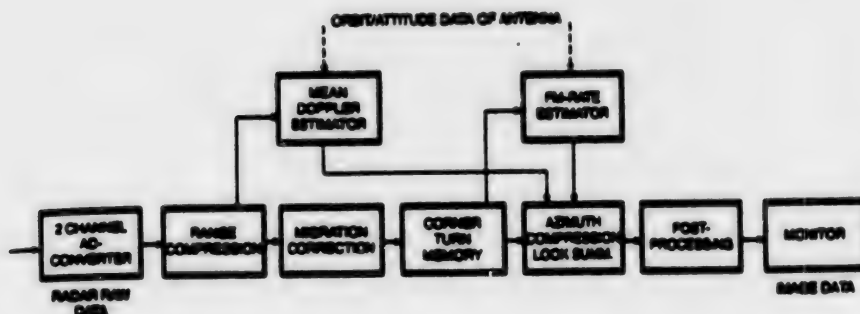 ORBIT/ATTITUDE DATA OF ANTENNA
MEAN
DOPPLER
ESTIMATOR
FM-RATE
ESTIMATOR
2 CHANNEL
AD-
CONVERTER
RANGE
COMPRESSION
MIGRATION
CORRECTION
CORNER
TURN
MEMORY
AZIMUTH
COMPRESSION
LOOK SUMM.
POST-
PROCESSING
MONITOR
RADAR RAW
DATA
IMAGE DATA